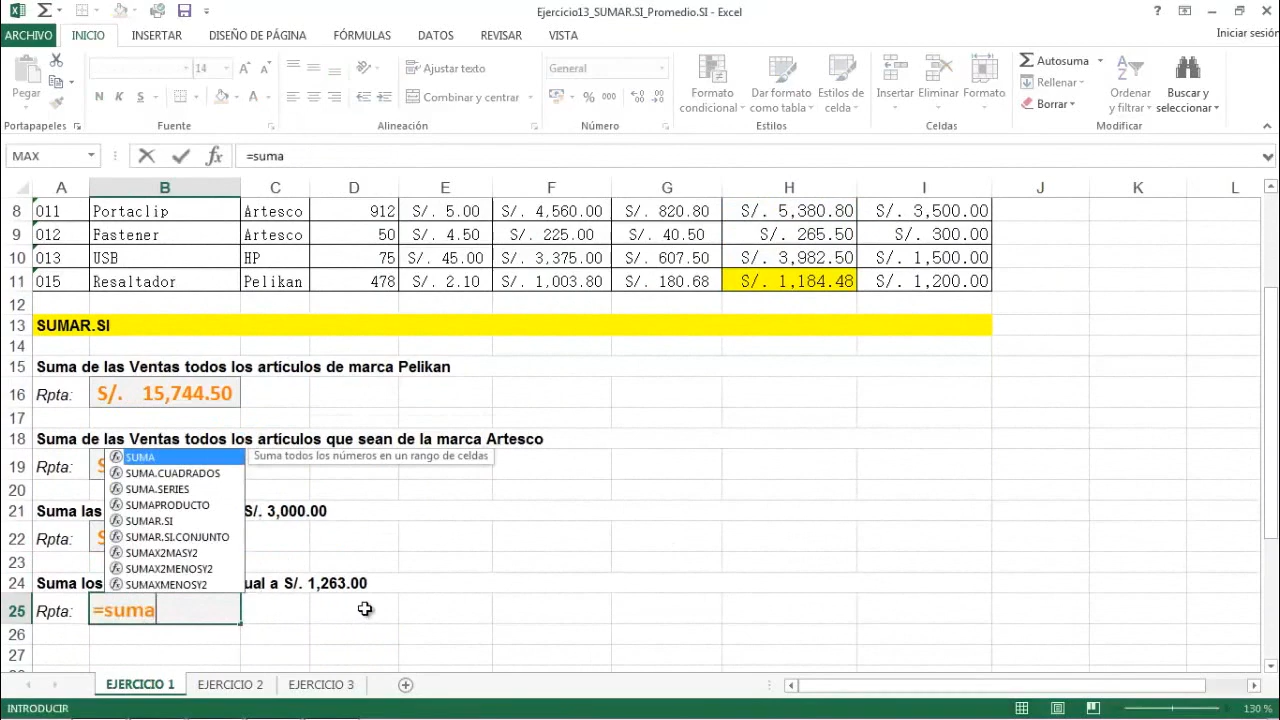 Ejercicio13_SUMAR.SI_Promedio.SI - Excel
ARCHIVO INICIO INSERTAR DISEÑO DE PÁGINA FÓRMULAS DATOS REVISAR VISTA Iniciar sesión
Pegar
Portapapeles
14
N K S
Fuente
Ajustar texto
Combinar y centrar
Alineación
General
% 000
Número
Formato condicional
Dar formato como tabla
Estilos de celda
Estilos
Insertar Eliminar Formato
Celdas
Autosuma
Rellenar
Borrar
Ordenar y filtrar
Buscar y seleccionar
Modificar
MAX fx =suma
A B C D E F G H I J K L
8 011 Portaclip Artesco 912 S/. 5.00 S/. 4,560.00 S/. 820.80 S/. 5,380.80 S/. 3,500.00
9 012 Fastener Artesco 50 S/. 4.50 S/. 225.00 S/. 40.50 S/. 265.50 S/. 300.00
10 013 USB HP 75 S/. 45.00 S/. 3,375.00 S/. 607.50 S/. 3,982.50 S/. 1,500.00
11 015 Resaltador Pelikan 478 S/. 2.10 S/. 1,003.80 S/. 180.68 S/. 1,184.48 S/. 1,200.00
12
13 SUMAR.SI
14
15 Suma de las Ventas todos los artículos de marca Pelikan
16 Rpta: S/. 15,744.50
17
18 Suma de las Ventas todos los artículos que sean de la marca Artesco
19 Rpta:
20
21 Suma las S/. 3,000.00
22 Rpta:
23
24 Suma los ual a S/. 1,263.00
25 Rpta: =suma
26
27
SUMA
Suma todos los números en un rango de celdas
SUMA.CUADRADOS
SUMA.SERIES
SUMAPRODUCTO
SUMAR.SI
SUMAR.SI.CONJUNTO
SUMAX2MASY2
SUMAX2MENOSY2
SUMAXMENOSY2
EJERCICIO 1 EJERCICIO 2 EJERCICIO 3
INTRODUCIR 130 %